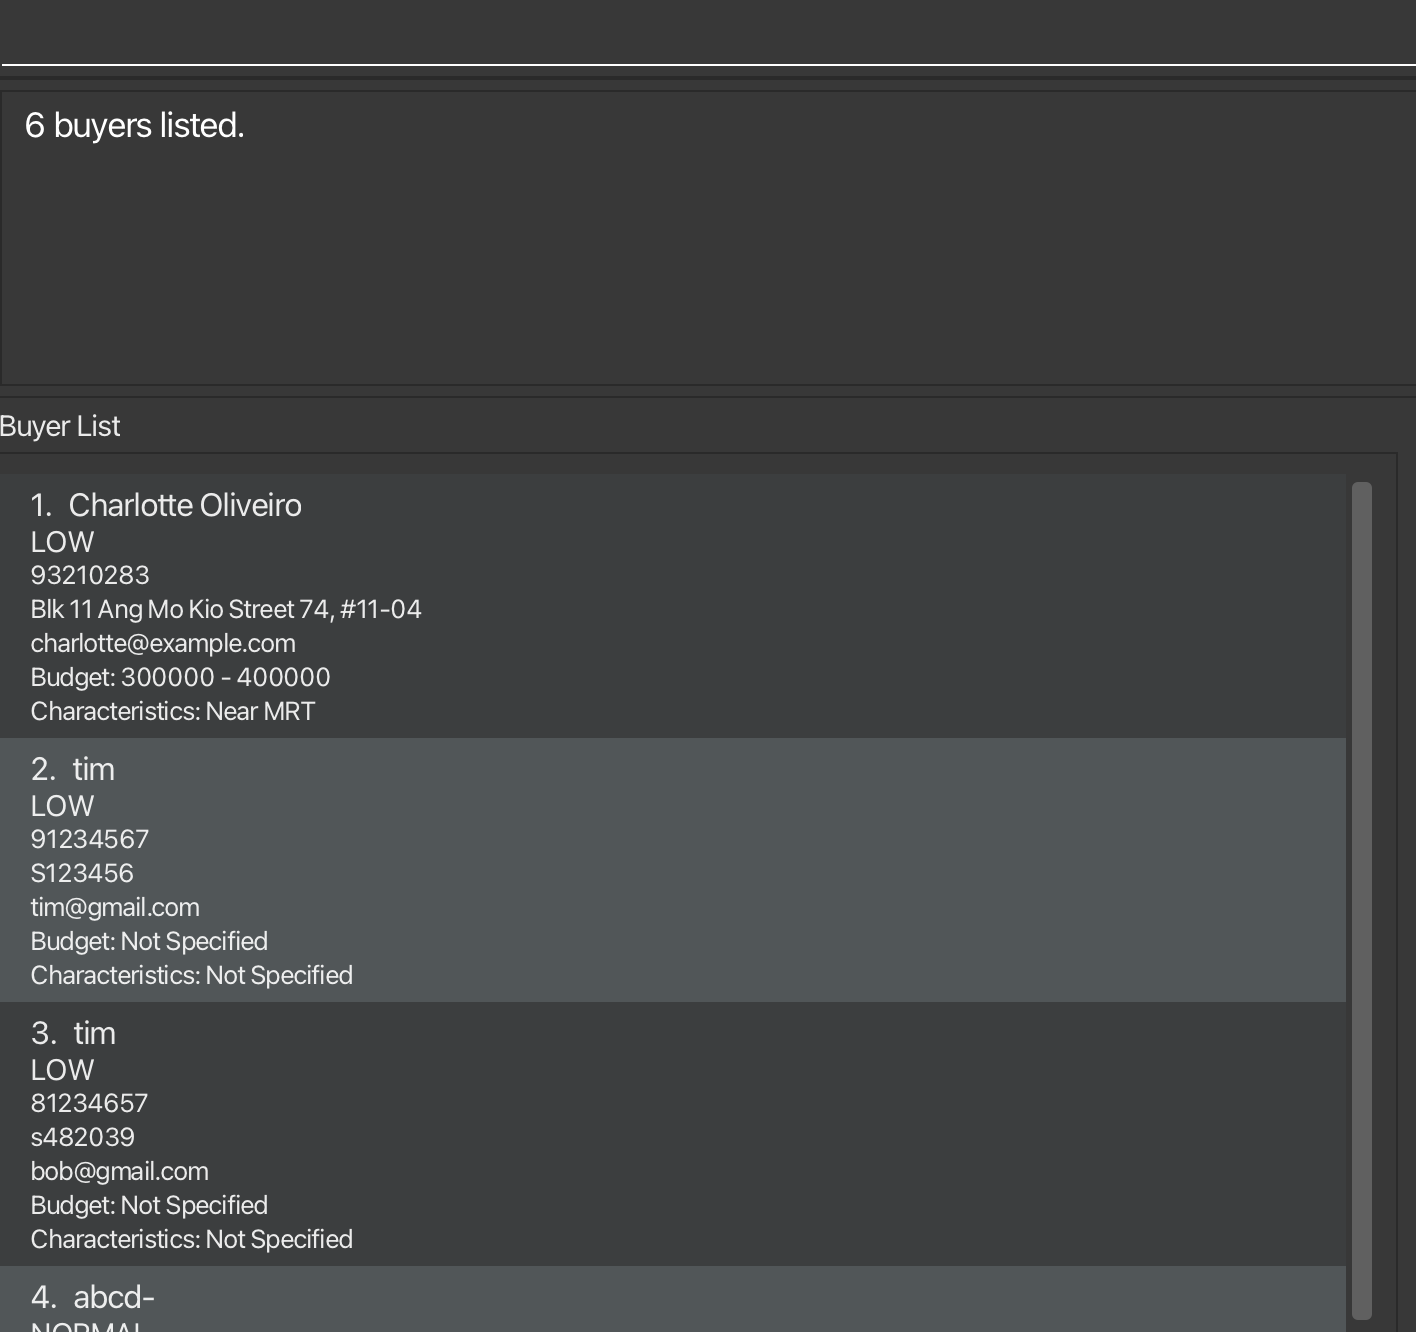 6 buyers listed.
Buyer List
1. Charlotte Oliveiro
LOW
93210283
Blk 11 Ang Mo Kio Street 74, #11-04
charlotte@example.com
Budget: 300000 - 400000
Characteristics: Near MRT
2. tim
LOW
91234567
S123456
tim@gmail.com
Budget: Not Specified
Characteristics: Not Specified
3. tim
LOW
81234657
s482039
bob@gmail.com
Budget: Not Specified
Characteristics: Not Specified
4. abcd-
NORMAL